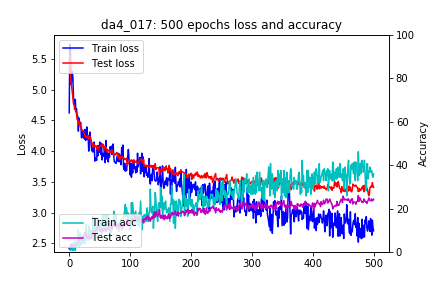 da4_017: 500 epochs loss and accuracy
Train loss
Test loss
Train acc
Test acc
Loss
5.5
5.0
4.5
4.0
3.5
3.0
2.5
Accuracy
100
80
60
40
20
0
0
100
200
300
400
500